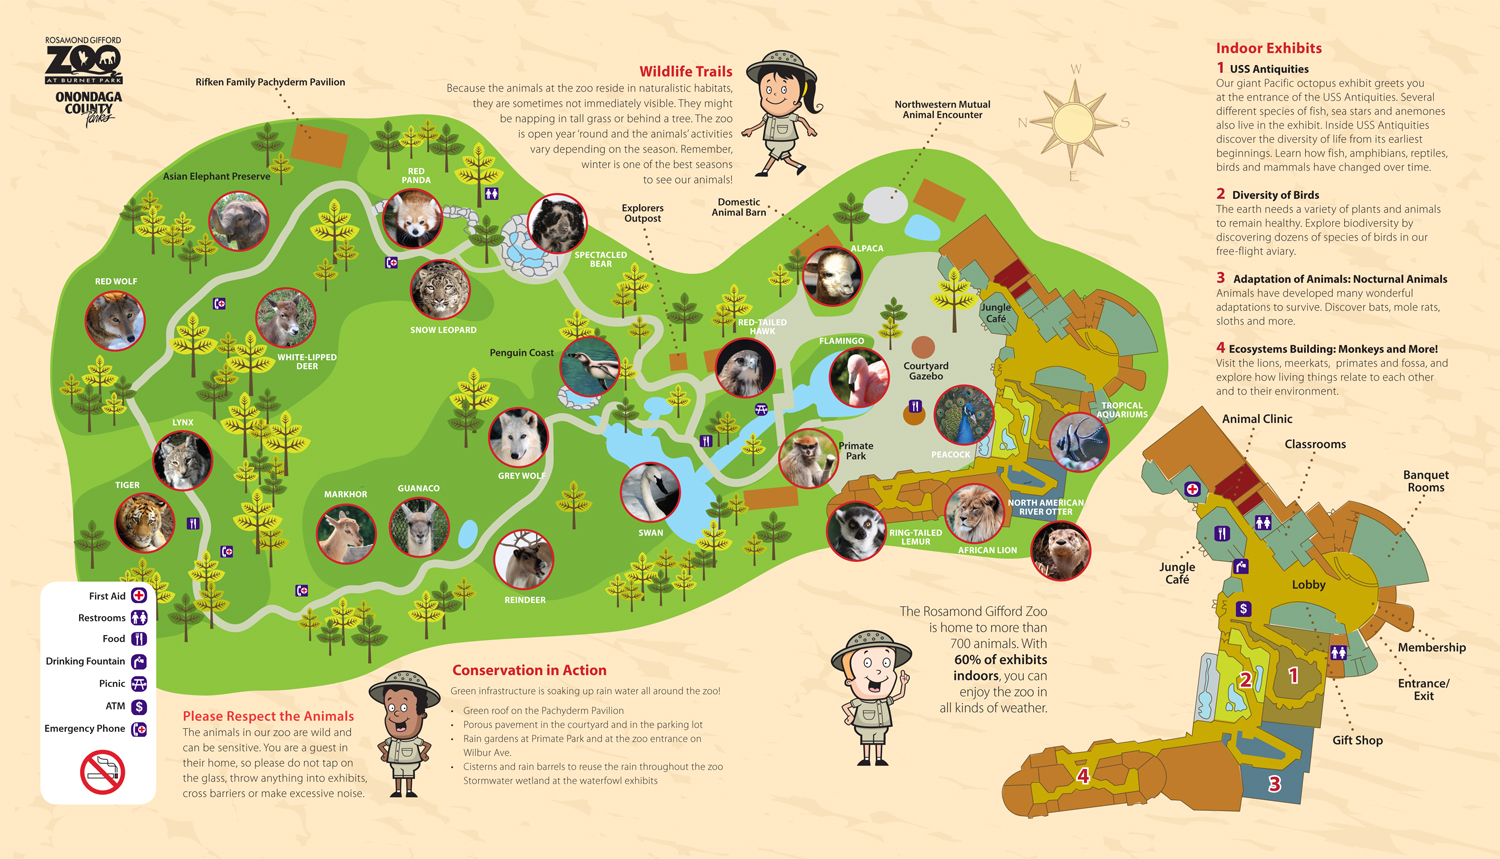 ROSAMOND GIFFORD
ZOO
AT BURNET PARK
ONONDAGA
COUNTY
Parks
Rifken Family Pachyderm Pavilion
Wildlife Trails
Because the animals at the zoo reside in naturalistic habitats,
they are sometimes not immediately visible. They might
be napping in tall grass or behind a tree. The zoo
is open year ’round and the animals’ activities
vary depending on the season. Remember,
winter is one of the best seasons
to see our animals!
Northwestern Mutual
Animal Encounter
W
N
S
E
Asian Elephant Preserve
RED
PANDA
Explorers
Outpost
Domestic
Animal Barn
SPECTACLED
BEAR
ALPACA
RED WOLF
SNOW LEOPARD
WHITE-LIPPED
DEER
Penguin Coast
RED-TAILED
HAWK
FLAMINGO
Jungle
Café
Courtyard
Gazebo
TROPICAL
AQUARIUMS
LYNX
GREY WOLF
Primate
Park
PEACOCK
TIGER
MARKHOR
GUANACO
SWAN
NORTH AMERICAN
RIVER OTTER
RING-TAILED
LEMUR
AFRICAN LION
REINDEER
First Aid
Restrooms
Food
Drinking Fountain
Picnic
ATM
$
Emergency Phone
Please Respect the Animals
The animals in our zoo are wild and
can be sensitive. You are a guest in
their home, so please do not tap on
the glass, throw anything into exhibits,
cross barriers or make excessive noise.
Conservation in Action
Green infrastructure is soaking up rain water all around the zoo!
• Green roof on the Pachyderm Pavilion
• Porous pavement in the courtyard and in the parking lot
• Rain gardens at Primate Park and at the zoo entrance on
Wilbur Ave.
• Cisterns and rain barrels to reuse the rain throughout the zoo
Stormwater wetland at the waterfowl exhibits
The Rosamond Gifford Zoo
is home to more than
700 animals. With
60% of exhibits
indoors, you can
enjoy the zoo in
all kinds of weather.
Indoor Exhibits
1 USS Antiquities
Our giant Pacific octopus exhibit greets you
at the entrance of the USS Antiquities. Several
different species of fish, sea stars and anemones
also live in the exhibit. Inside USS Antiquities
discover the diversity of life from its earliest
beginnings. Learn how fish, amphibians, reptiles,
birds and mammals have changed over time.
2 Diversity of Birds
The earth needs a variety of plants and animals
to remain healthy. Explore biodiversity by
discovering dozens of species of birds in our
free-flight aviary.
3 Adaptation of Animals: Nocturnal Animals
Animals have developed many wonderful
adaptations to survive. Discover bats, mole rats,
sloths and more.
4 Ecosystems Building: Monkeys and More!
Visit the lions, meerkats, primates and fossa, and
explore how living things relate to each other
and to their environment.
Animal Clinic
Classrooms
Banquet
Rooms
Jungle
Café
Lobby
$
Membership
Entrance/
Exit
Gift Shop
1
2
3
4